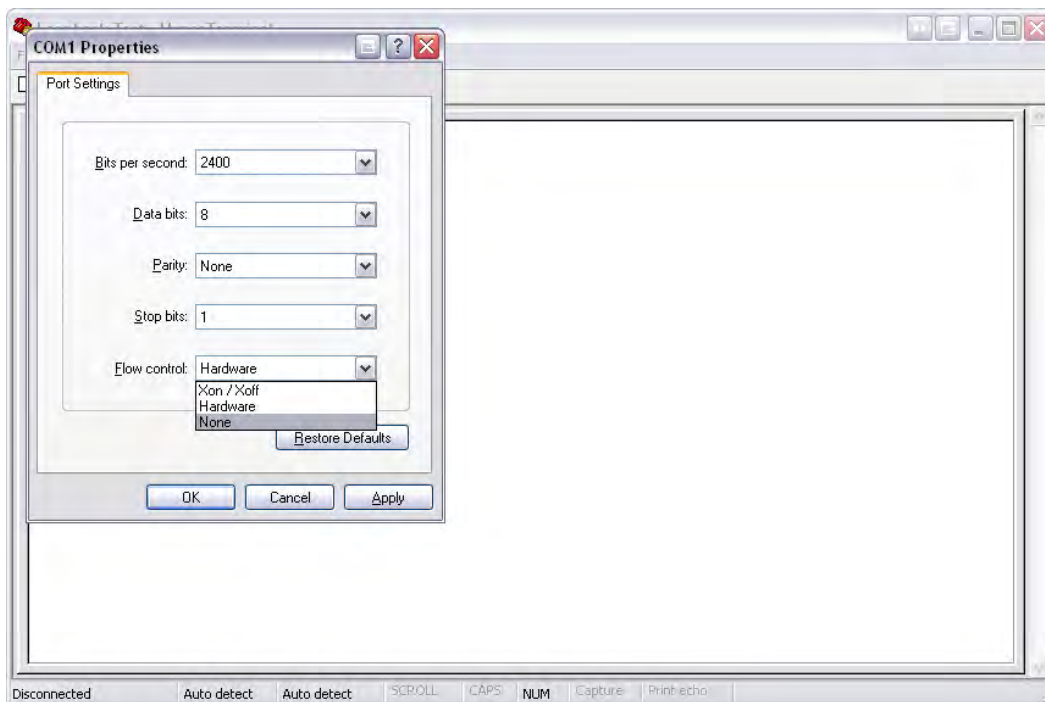 COM1 Properties
Port Settings
Bits per second: 2400
Data bits: 8
Parity: None
Stop bits: 1
Flow control: Hardware
Xon / Xoff
Hardware
None
Restore Defaults
OK Cancel Apply
Disconnected Auto detect Auto detect SCROLL CAPS NUM Capture Print echo